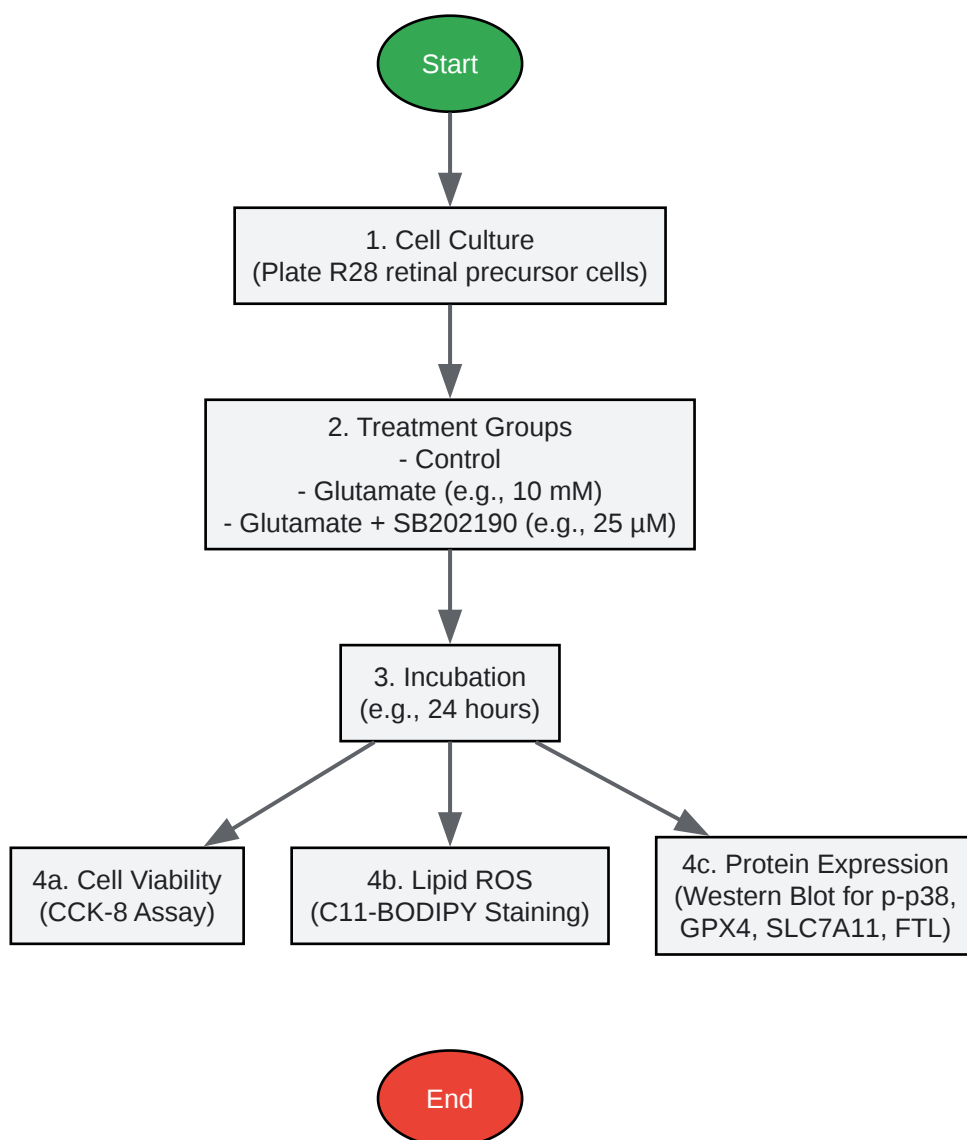 Start
1. Cell Culture
(Plate R28 retinal precursor cells)
2. Treatment Groups
- Control
- Glutamate (e.g., 10 mM)
- Glutamate + SB202190 (e.g., 25 µM)
3. Incubation
(e.g., 24 hours)
4a. Cell Viability
(CCK-8 Assay)
4b. Lipid ROS
(C11-BODIPY Staining)
4c. Protein Expression
(Western Blot for p-p38,
GPX4, SLC7A11, FTL)
End